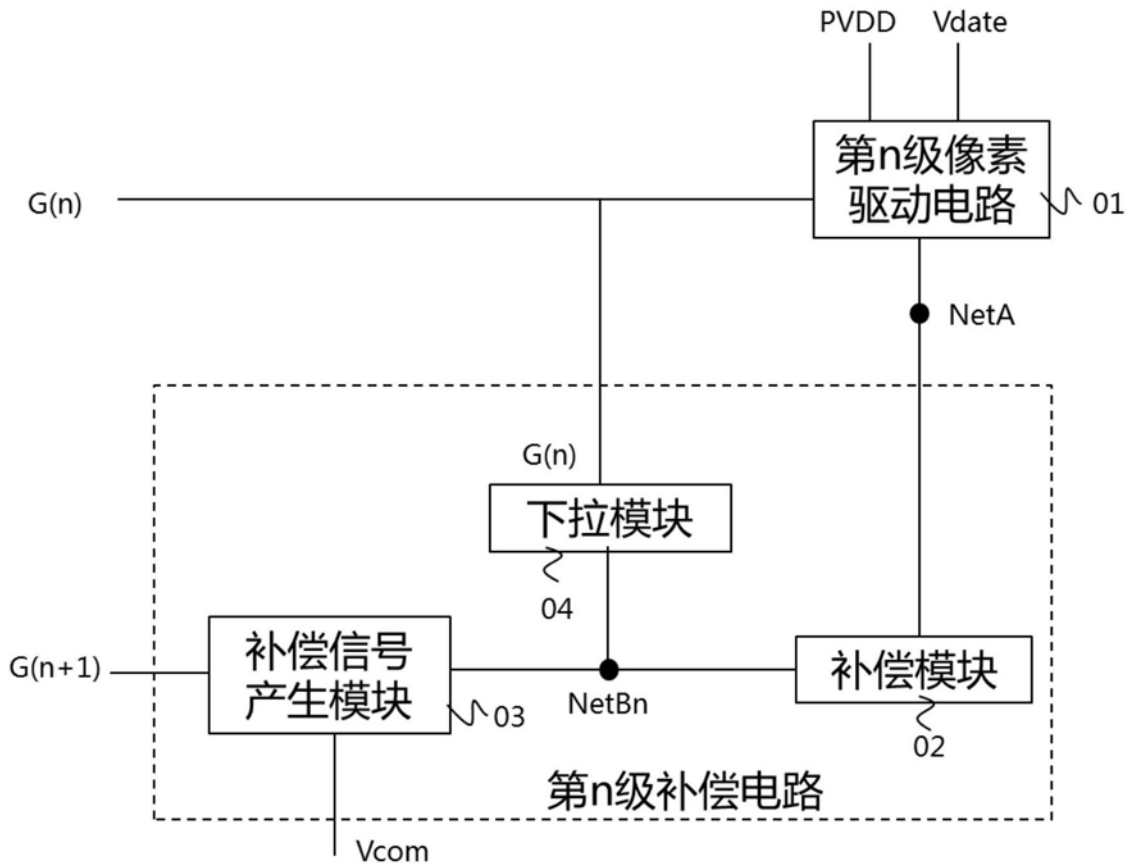 PVDD
Vdate
第n级像素
驱动电路
G(n)
01
NetA
G(n)
下拉模块
04
补偿信号
产生模块
G(n+1)
03
NetBn
补偿模块
02
第n级补偿电路
Vcom